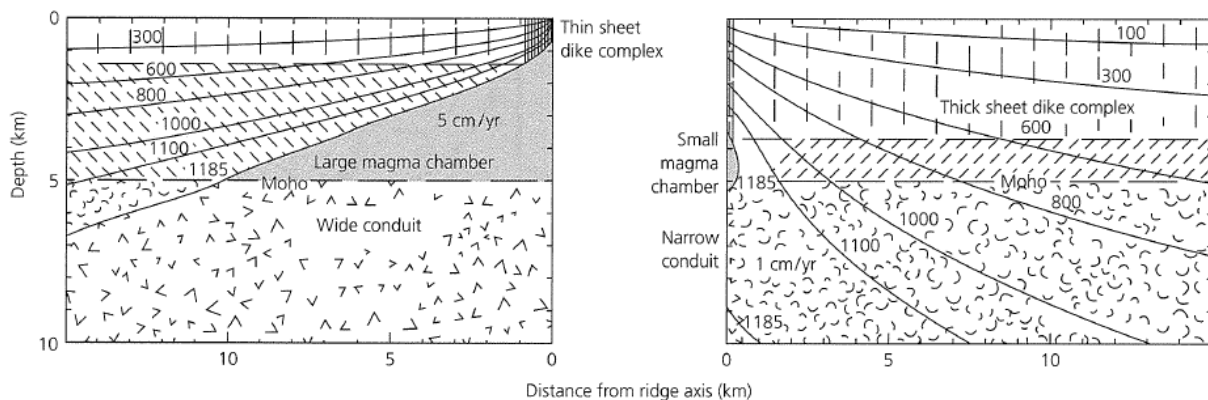 0
300
600
800
1000
1100
1185
5 cm/yr
Large magma chamber
Moho
Wide conduit
Thin sheet
dike complex
Depth (km)
5
10
10
5
0
100
300
Thick sheet dike complex
600
Small
magma
chamber
Moho
1185
800
1000
Narrow
conduit
1100
1 cm/yr
1185
0
5
10
Distance from ridge axis (km)